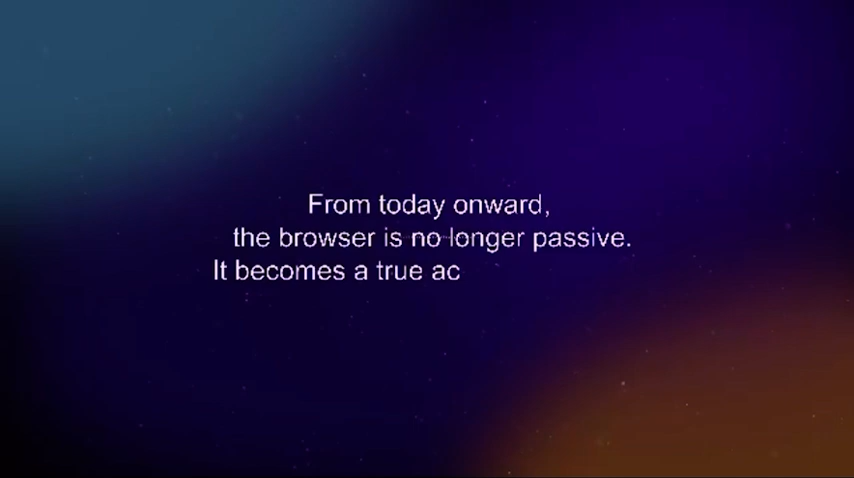 From today onward,
the browser is no longer passive.
It becomes a true ac